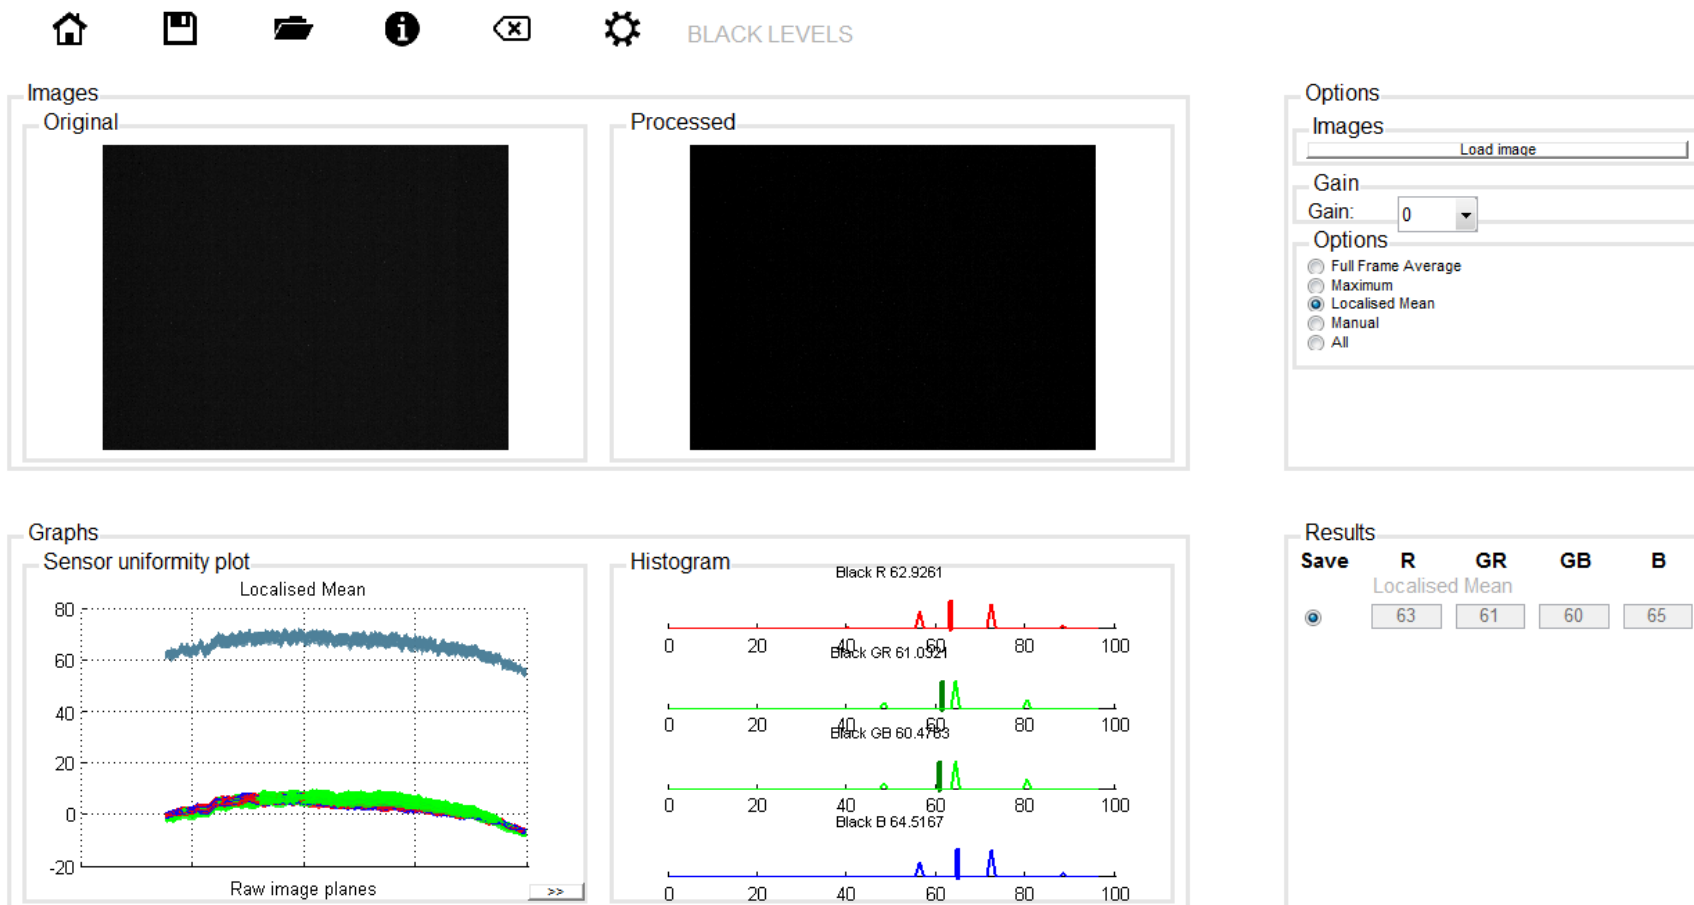 BLACK LEVELS
Images
Original
Processed
Options
Images
Load image
Gain
Gain:
0
Options
Full Frame Average
Maximum
Localised Mean
Manual
All
Graphs
Sensor uniformity plot
Localised Mean
80
60
40
20
0
-20
Raw image planes
>>
Histogram
Black R 62.9261
0 20 40 60 80 100
Black GR 61.0321
0 20 40 60 80 100
Black GB 60.4783
0 20 40 60 80 100
Black B 64.5167
0 20 40 60 80 100
Results
Save R GR GB B
Localised Mean
63 61 60 65